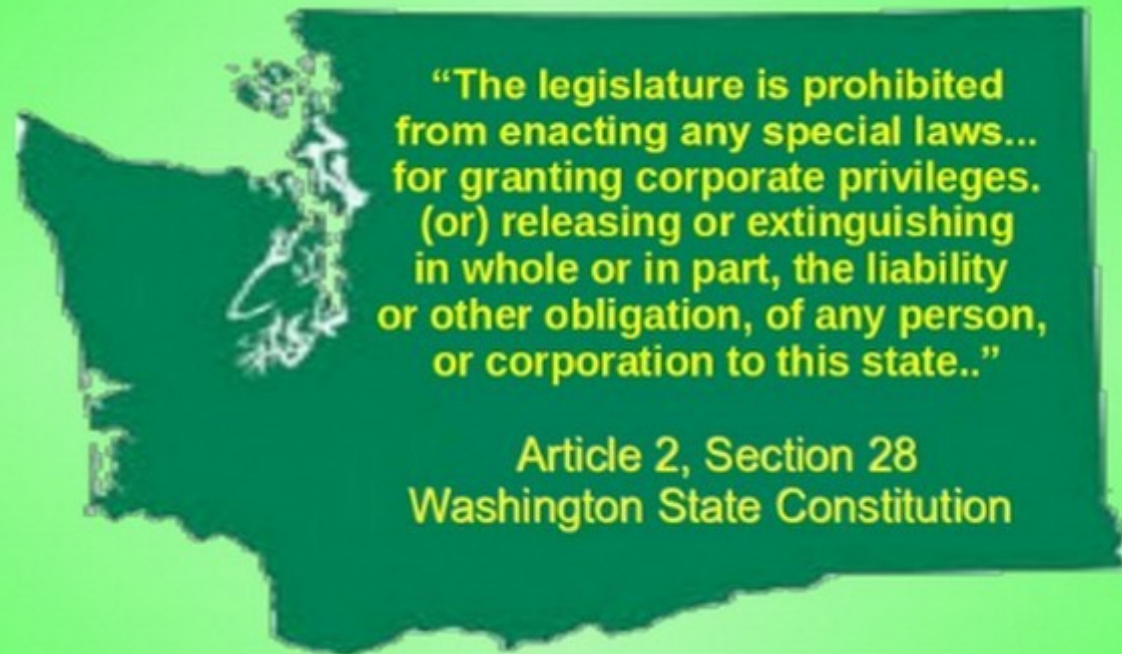 “The legislature is prohibited
from enacting any special laws...
for granting corporate privileges.
(or) releasing or extinguishing
in whole or in part, the liability
or other obligation, of any person,
or corporation to this state..”
Article 2, Section 28
Washington State Constitution